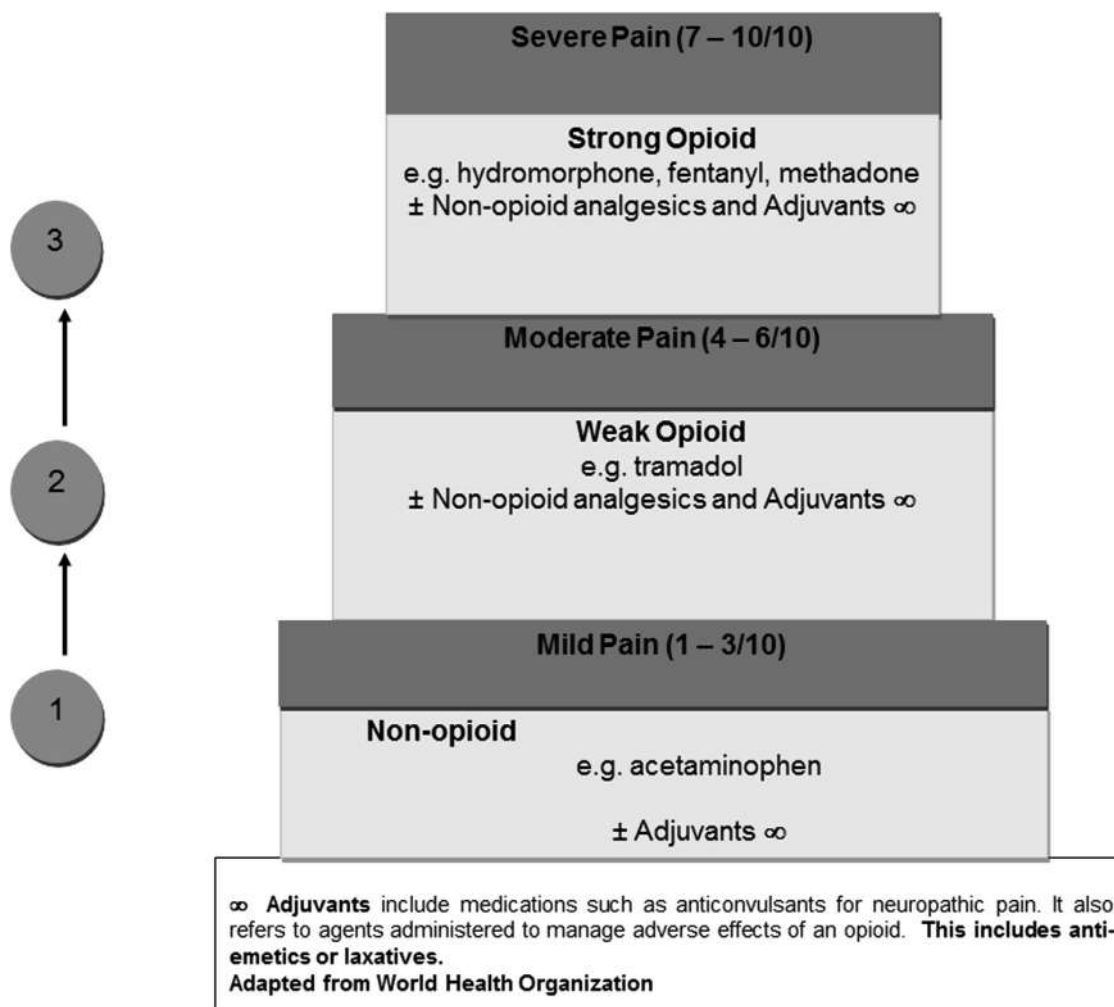 Severe Pain (7 – 10/10)
Strong Opioid
e.g. hydromorphone, fentanyl, methadone
± Non-opioid analgesics and Adjuvants ∞
3
Moderate Pain (4 – 6/10)
Weak Opioid
e.g. tramadol
± Non-opioid analgesics and Adjuvants ∞
2
Mild Pain (1 – 3/10)
Non-opioid
e.g. acetaminophen
± Adjuvants ∞
1
∞ Adjuvants include medications such as anticonvulsants for neuropathic pain. It also
refers to agents administered to manage adverse effects of an opioid. This includes anti-
emetics or laxatives.
Adapted from World Health Organization